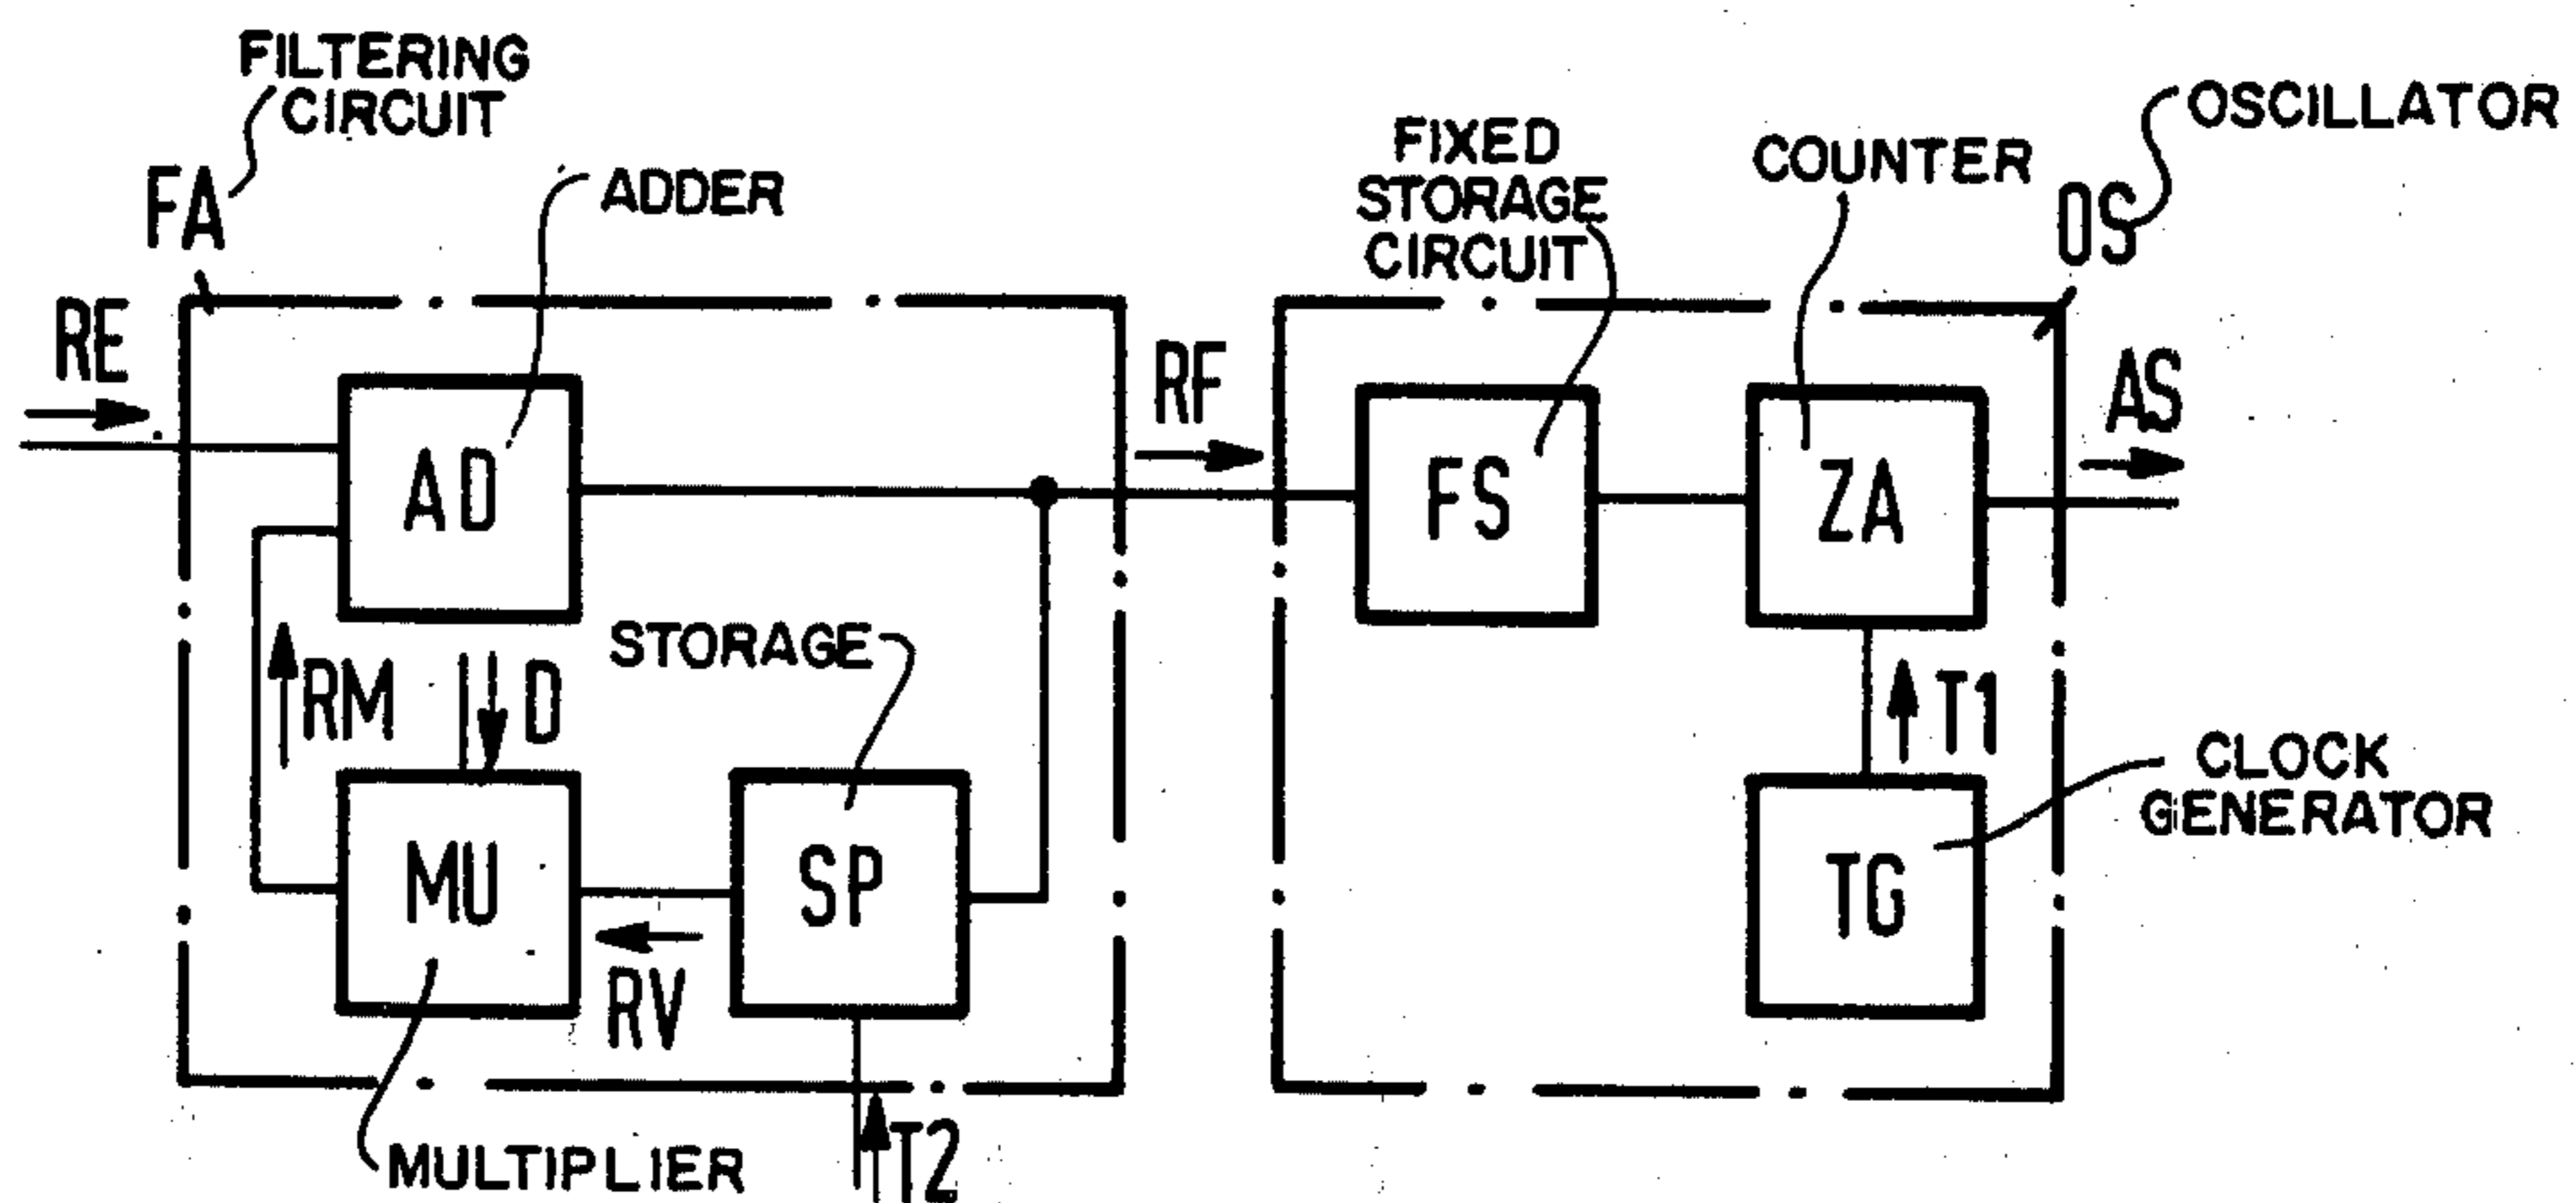 FILTERING
CIRCUIT
FA
ADDER
FIXED
STORAGE
CIRCUIT
COUNTER
OSCILLATOR
OS
RE
RF
AS
AD
FS
ZA
STORAGE
RM
D
T1
CLOCK
GENERATOR
MU
SP
TG
RV
MULTIPLIER
T2